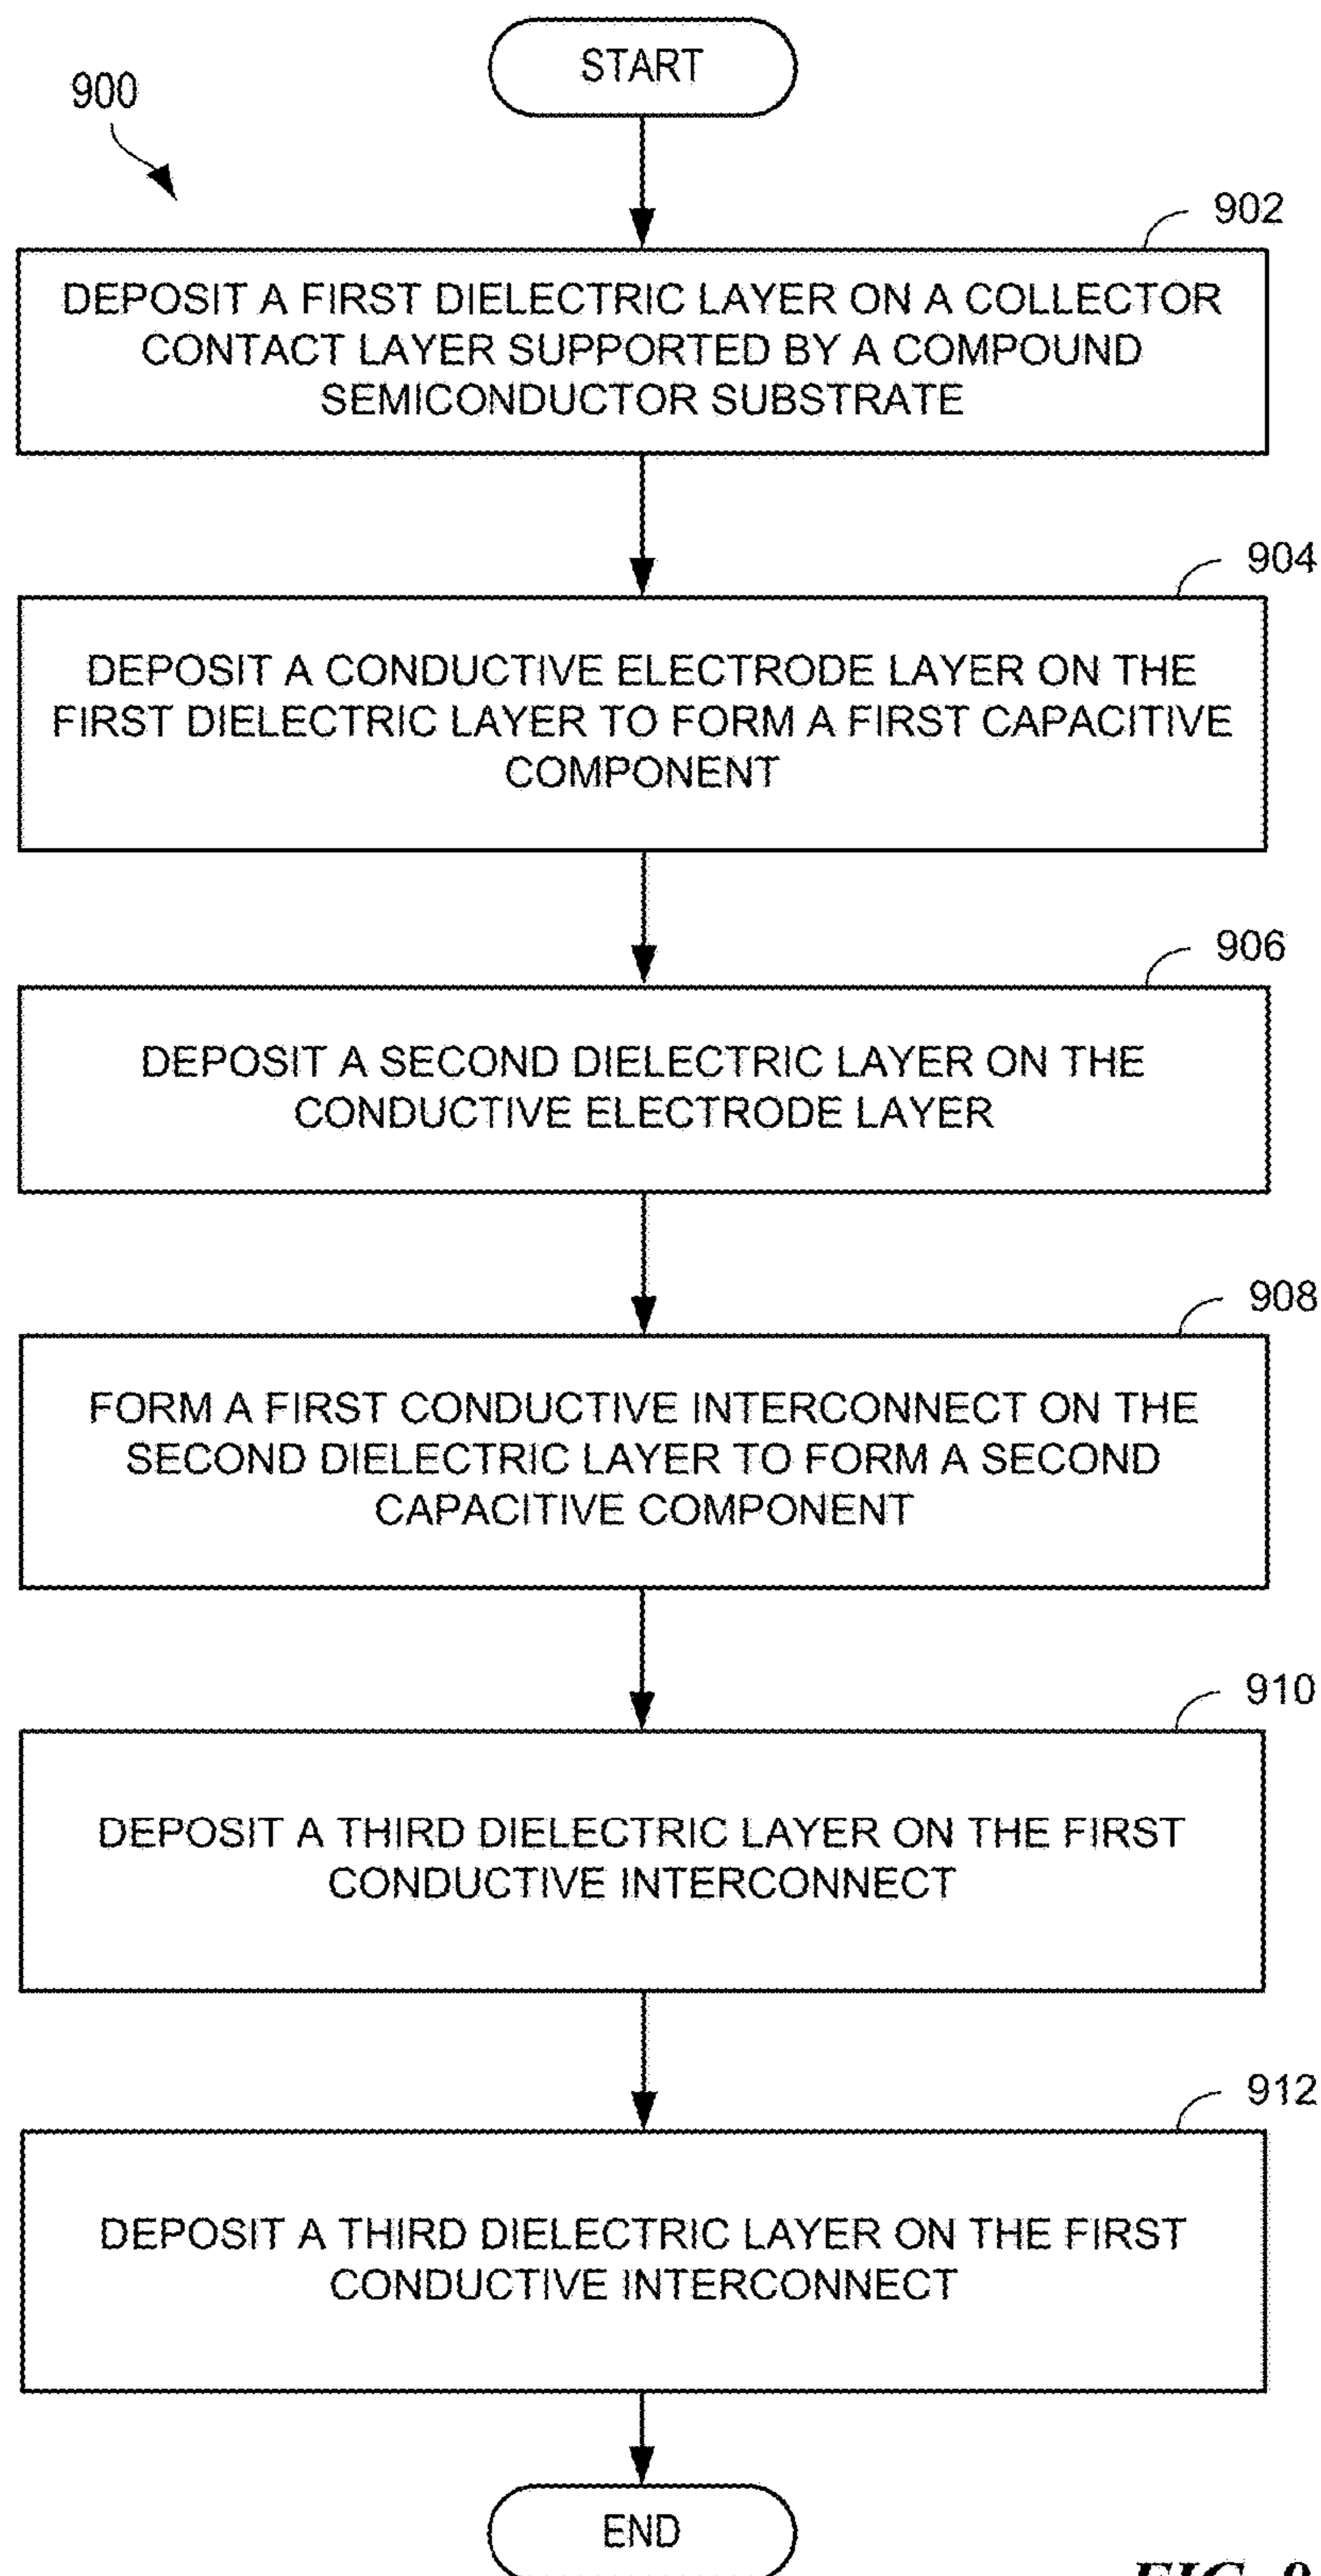 START
900
902
DEPOSIT A FIRST DIELECTRIC LAYER ON A COLLECTOR
CONTACT LAYER SUPPORTED BY A COMPOUND
SEMICONDUCTOR SUBSTRATE
904
DEPOSIT A CONDUCTIVE ELECTRODE LAYER ON THE
FIRST DIELECTRIC LAYER TO FORM A FIRST CAPACITIVE
COMPONENT
906
DEPOSIT A SECOND DIELECTRIC LAYER ON THE
CONDUCTIVE ELECTRODE LAYER
908
FORM A FIRST CONDUCTIVE INTERCONNECT ON THE
SECOND DIELECTRIC LAYER TO FORM A SECOND
CAPACITIVE COMPONENT
910
DEPOSIT A THIRD DIELECTRIC LAYER ON THE FIRST
CONDUCTIVE INTERCONNECT
912
DEPOSIT A THIRD DIELECTRIC LAYER ON THE FIRST
CONDUCTIVE INTERCONNECT
END
FIG. 9